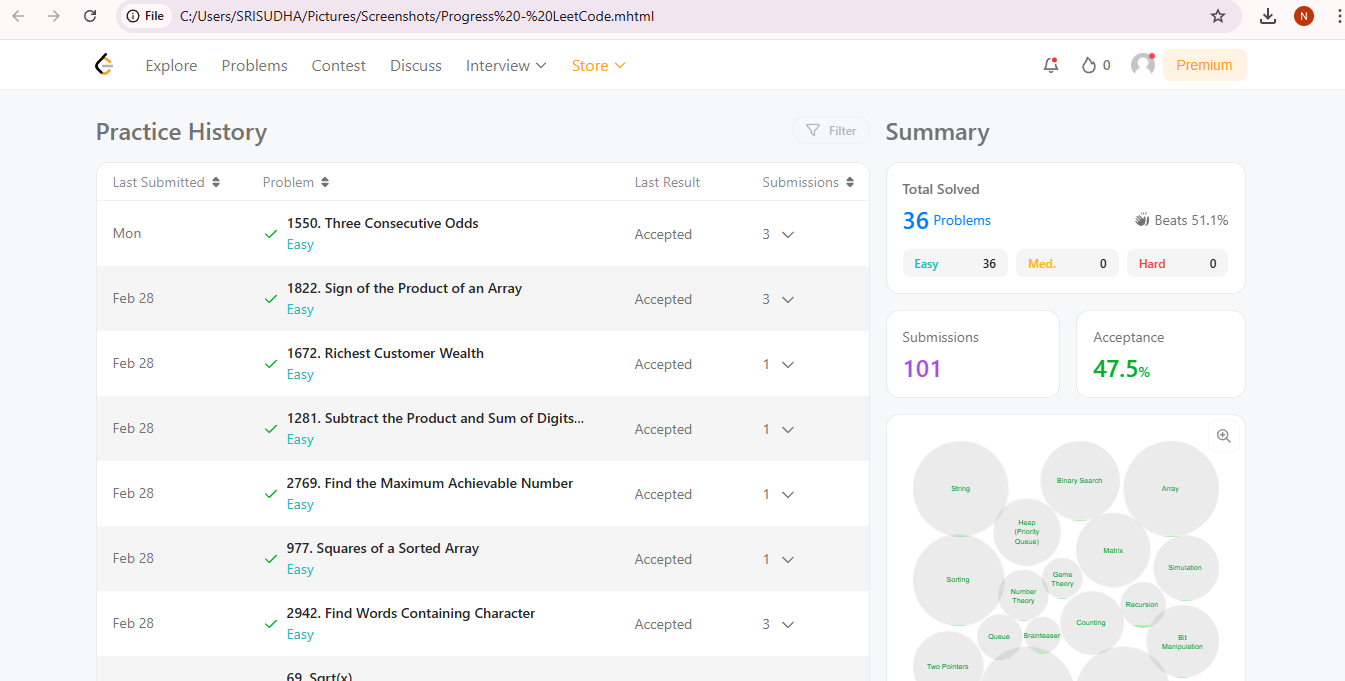 File C:/Users/SRISUDHA/Pictures/Screenshots/Progress%20-%20LeetCode.mhtml
N
Explore Problems Contest Discuss Interview Store 0 Premium
Practice History
Filter
Last Submitted Problem Last Result Submissions
Mon
1550. Three Consecutive Odds
Easy
Accepted
3
Feb 28
1822. Sign of the Product of an Array
Easy
Accepted
3
Feb 28
1672. Richest Customer Wealth
Easy
Accepted
1
Feb 28
1281. Subtract the Product and Sum of Digits...
Easy
Accepted
1
Feb 28
2769. Find the Maximum Achievable Number
Easy
Accepted
1
Feb 28
977. Squares of a Sorted Array
Easy
Accepted
1
Feb 28
2942. Find Words Containing Character
Easy
Accepted
3
69. Sqrt(x)
Summary
Total Solved
36 Problems
Beats 51.1%
Easy 36
Med. 0
Hard 0
Submissions
101
Acceptance
47.5%
String
Binary Search
Array
Heap
(Priority
Queue)
Matrix
Simulation
Sorting
Game
Theory
Number
Theory
Recursion
Counting
Queue
Brainteaser
Bit
Manipulation
Two Pointers